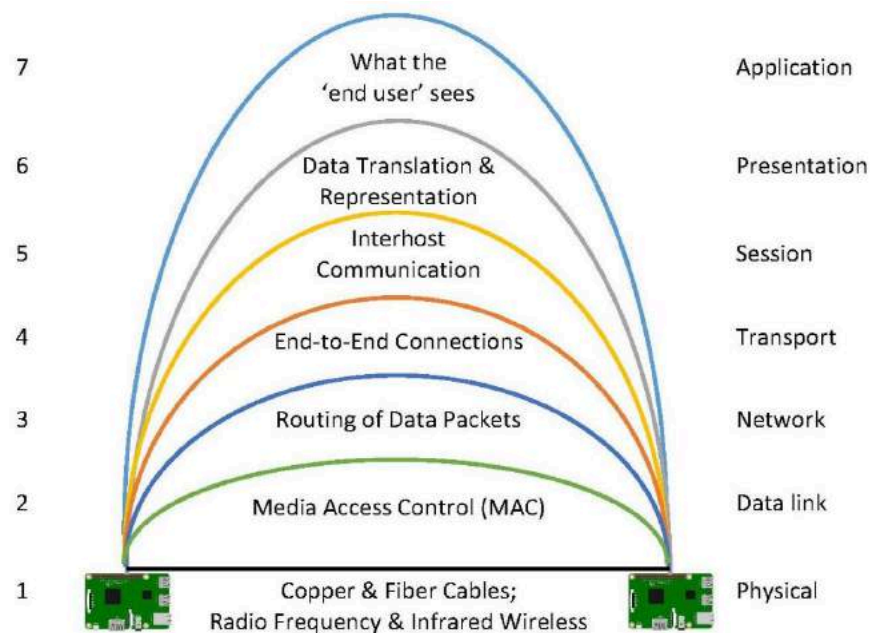 7 What the Application
‘end user’ sees
6 Data Translation & Presentation
Representation
5 Interhost Session
Communication
4 End-to-End Connections Transport
3 Routing of Data Packets Network
2 Media Access Control (MAC) Data link
1 Copper & Fiber Cables; Physical
Radio Frequency & Infrared Wireless